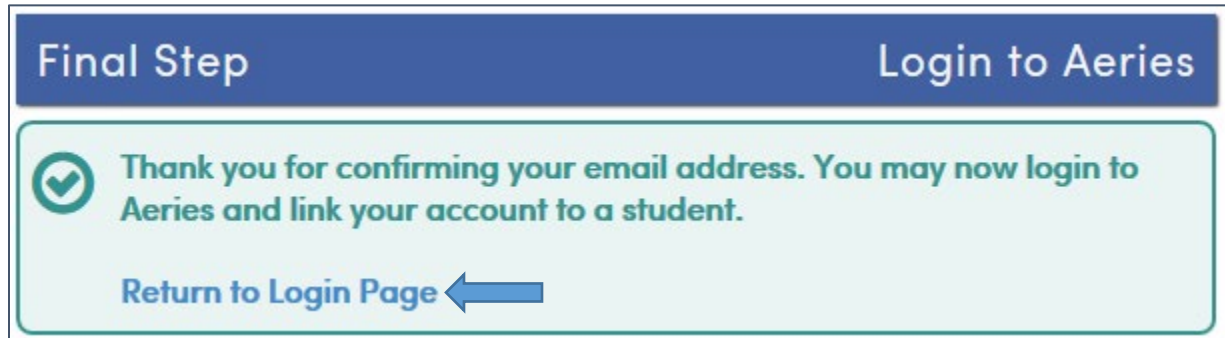 Final Step Login to Aeries
Thank you for confirming your email address. You may now login to
Aeries and link your account to a student.
Return to Login Page